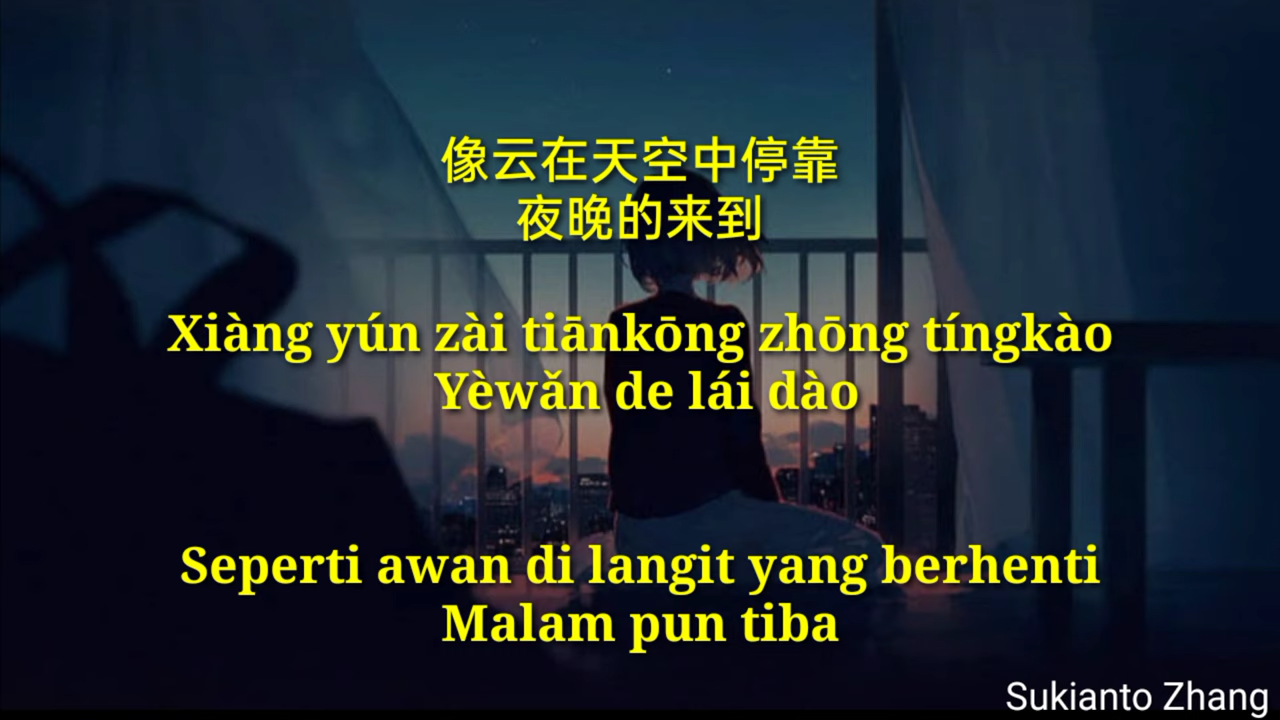 像云在天空中停靠
夜晚的来到
Xiàng yún zài tiānkōng zhōng tíngkào
Yèwǎn de lái dào
Seperti awan di langit yang berhenti
Malam pun tiba
Sukianto Zhang